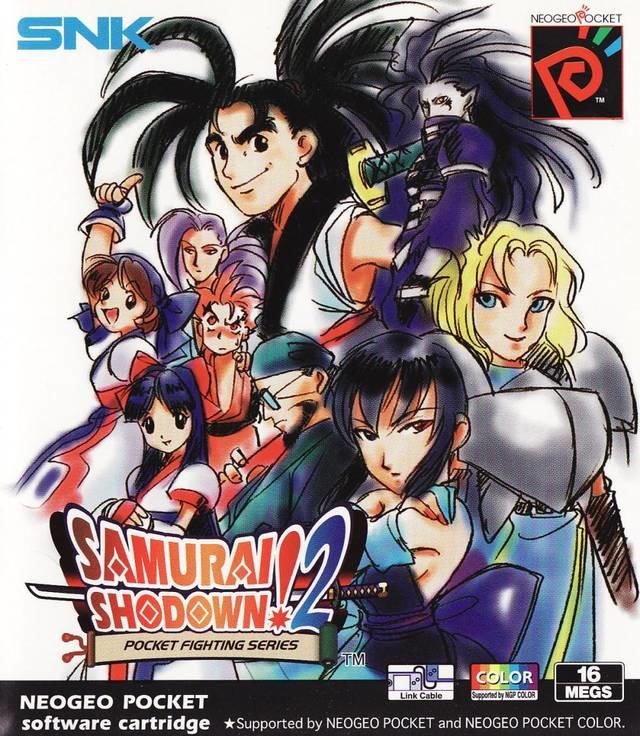 SNK
NEOGEO POCKET
TM
SAMURAI
SHODOWN! 2
POCKET FIGHTING SERIES
TM
Link Cable
COLOR
Supported by NGP COLOR
16
MEGS
NEOGEO POCKET
software cartridge ★Supported by NEOGEO POCKET and NEOGEO POCKET COLOR.